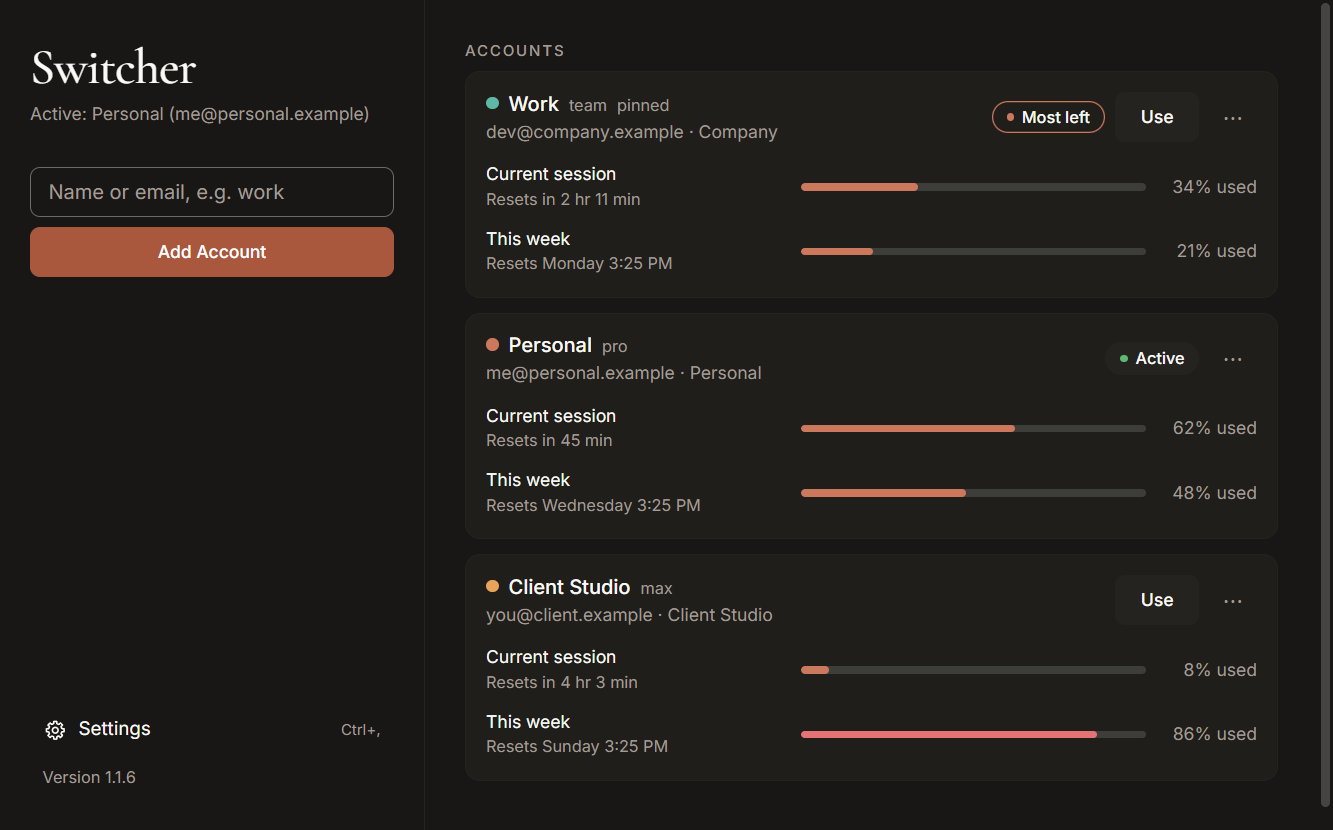 Switcher
Active: Personal (me@personal.example)
Name or email, e.g. work
Add Account
Settings
Ctrl+,
Version 1.1.6
ACCOUNTS
Work team pinned
dev@company.example · Company
Most left
Use
...
Current session
Resets in 2 hr 11 min
34% used
This week
Resets Monday 3:25 PM
21% used
Personal pro
me@personal.example · Personal
Active
...
Current session
Resets in 45 min
62% used
This week
Resets Wednesday 3:25 PM
48% used
Client Studio max
you@client.example · Client Studio
Use
...
Current session
Resets in 4 hr 3 min
8% used
This week
Resets Sunday 3:25 PM
86% used